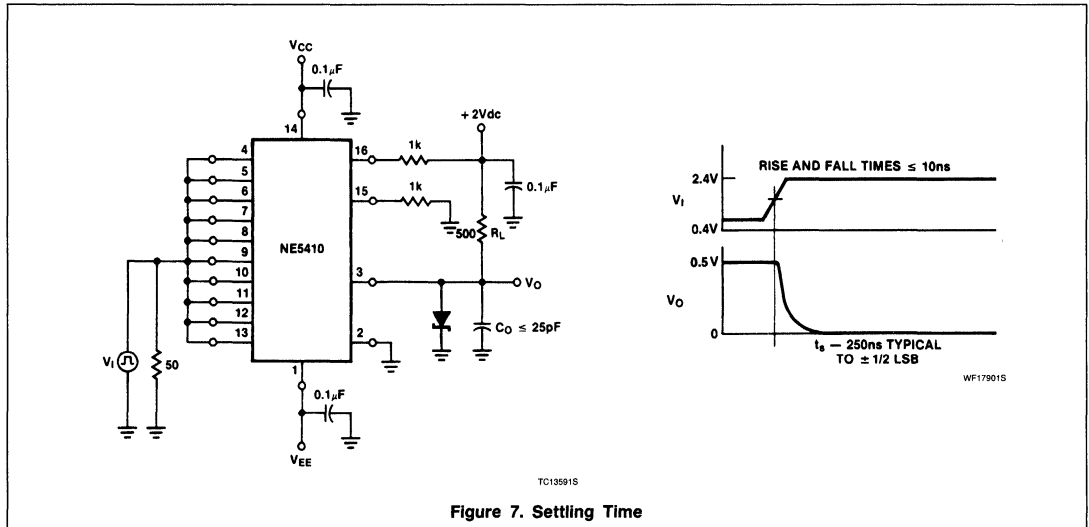 VCC
0.1μF
14
+ 2Vdc
4
16
1k
5
0.1μF
6
15
1k
7
500
RL
8
NE5410
9
10
3
VO
11
12
CO ≤ 25pF
13
2
VI
50
1
0.1μF
VEE
TC13591S
RISE AND FALL TIMES ≤ 10ns
2.4V
VI
0.4V
0.5V
VO
0
ts — 250ns TYPICAL
TO ± 1/2 LSB
WF17901S
Figure 7. Settling Time